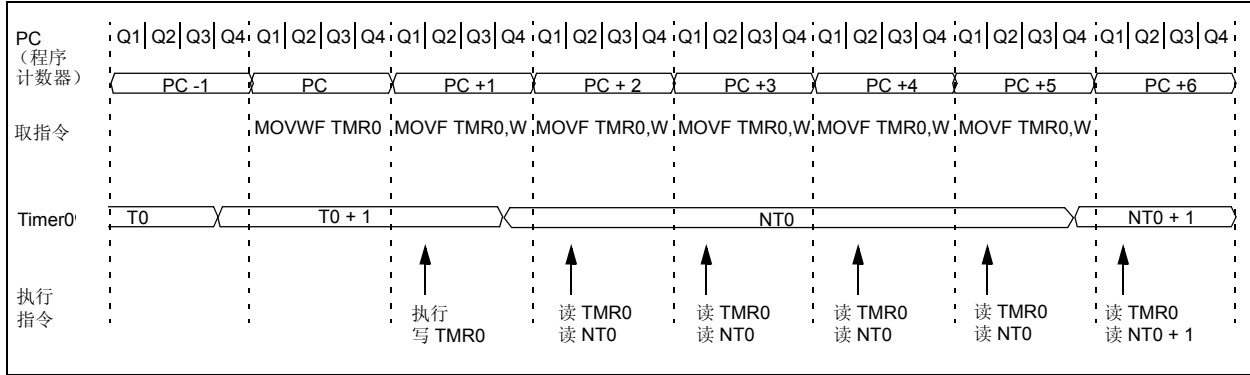 PC
（程序
计数器）
Q1 Q2 Q3 Q4 Q1 Q2 Q3 Q4 Q1 Q2 Q3 Q4 Q1 Q2 Q3 Q4 Q1 Q2 Q3 Q4 Q1 Q2 Q3 Q4 Q1 Q2 Q3 Q4 Q1 Q2 Q3 Q4
PC -1 PC PC +1 PC + 2 PC +3 PC +4 PC +5 PC +6
取指令
MOVWF TMR0 MOVF TMR0,W MOVF TMR0,W MOVF TMR0,W MOVF TMR0,W MOVF TMR0,W
Timer0
T0 T0 + 1 NT0 NT0 + 1
执行
指令
执行
写 TMR0
读 TMR0
读 NT0
读 TMR0
读 NT0
读 TMR0
读 NT0
读 TMR0
读 NT0
读 TMR0
读 NT0 + 1